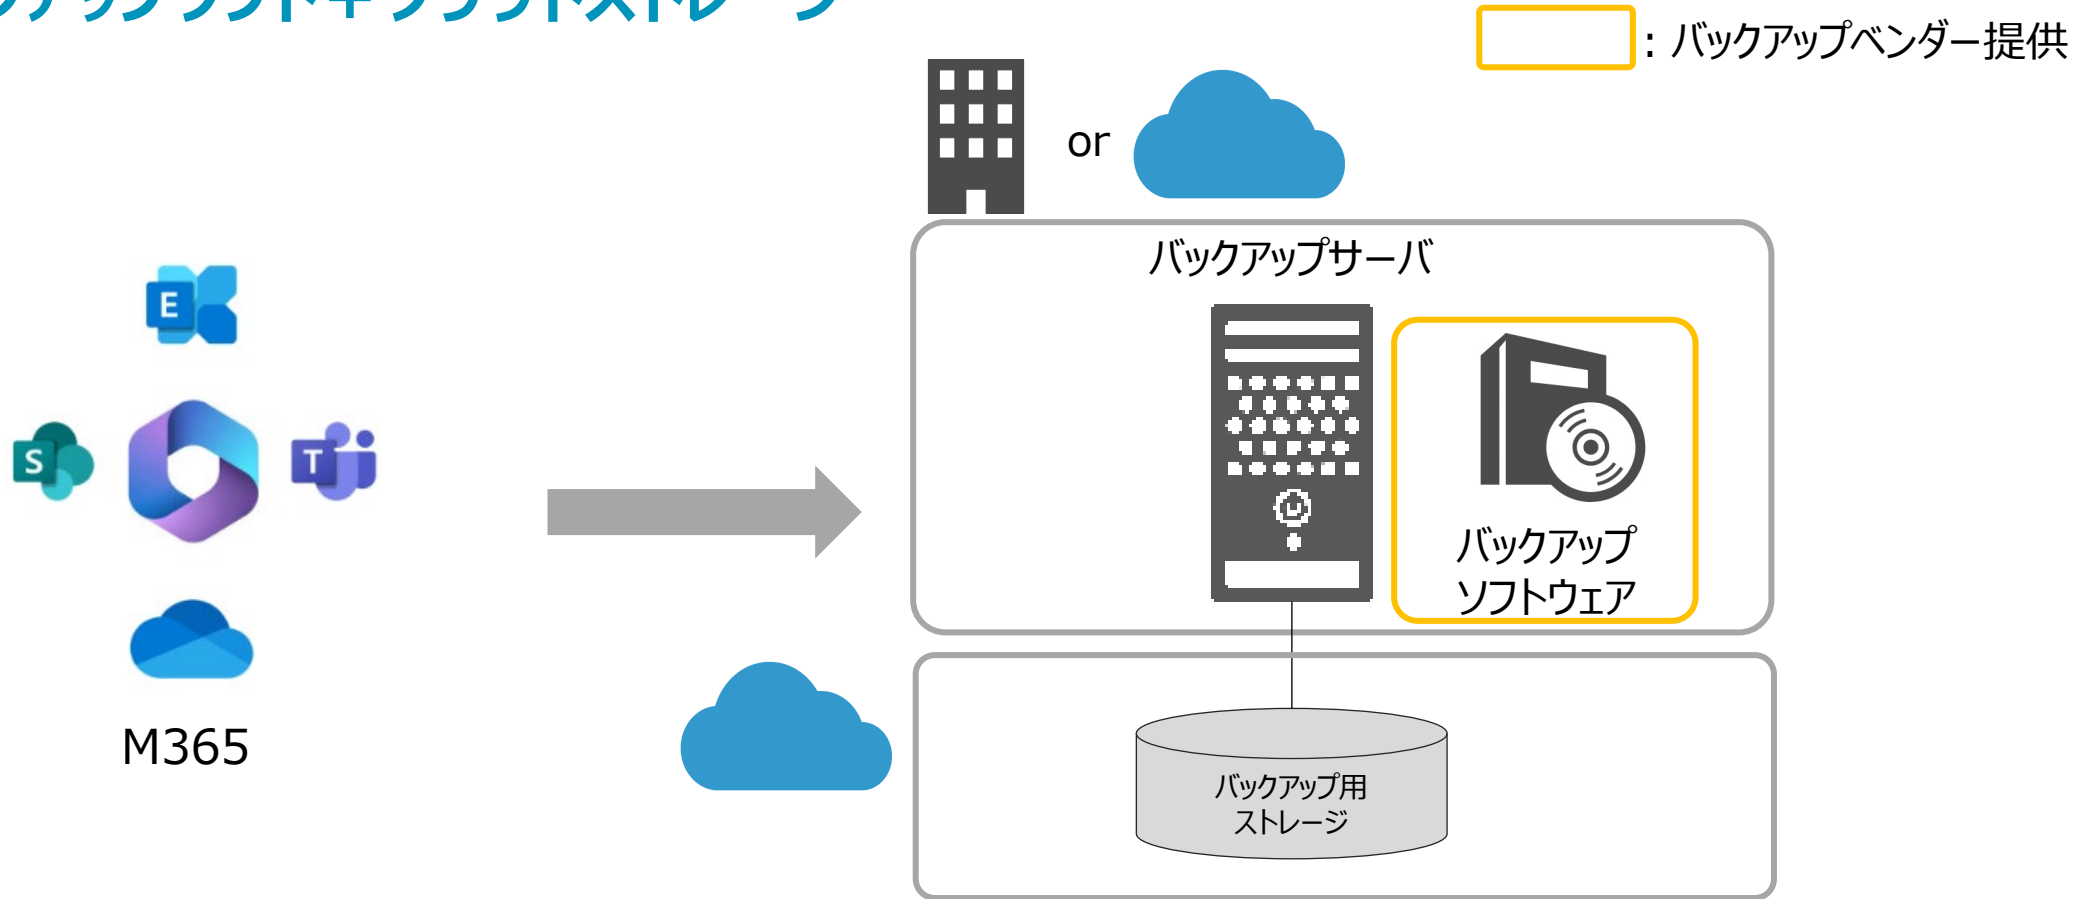 : バックアップベンダー提供
or
バックアップサーバ
E
S
T
バックアップ
ソフトウェア
M365
バックアップ用
ストレージ